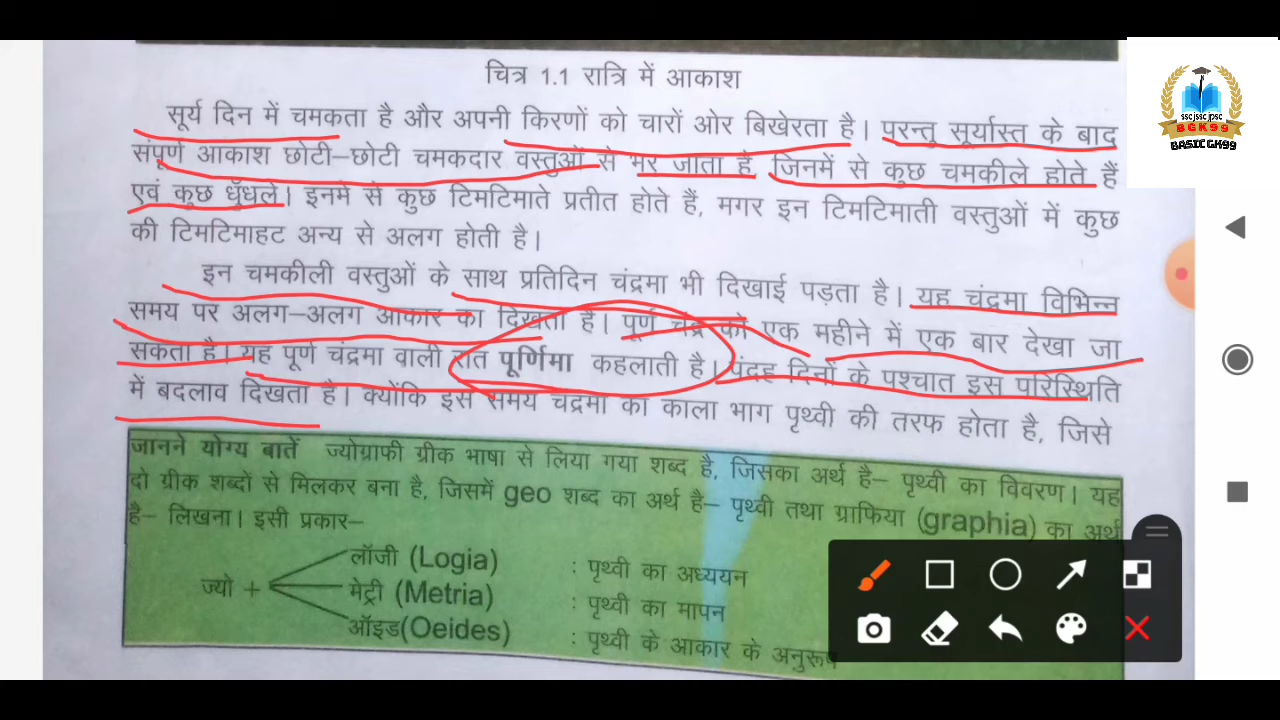 चित्र 1.1 रात्रि में आकाश
सूर्य दिन में चमकता है और अपनी किरणों को चारों ओर बिखेरता है। परन्तू सूर्यास्त के बाद
संपूर्ण आकाश छोटी–छोटी चमकदार वस्तुओं से भर जाता है, जिनमें से कुछ चमकीले होते हैं
एवं कुछ धुँधले। इनमें से कुछ टिमटिमाते प्रतीत होते हैं, मगर इन टिमटिमाती वस्तुओं में कुछ
की टिमटिमाहट अन्य से अलग होती है।
इन चमकीली वस्तुओं के साथ प्रतिदिन चंद्रमा भी दिखाई पड़ता है। यह चंद्रमा विभिन्न
समय पर अलग–अलग आकार का दिखता है। पूर्ण चंद्र को एक महीने में एक बार देखा जा
सकता है। यह पूर्ण चंद्रमा वाली रात पूर्णिमा कहलाती है। पंद्रह दिनों के पश्चात इस परिस्थिति
में बदलाव दिखता है। क्योंकि इस समय चंद्रमा का काला भाग पृथ्वी की तरफ होता है, जिसे
जानने योग्य बातें ज्योग्राफी ग्रीक भाषा से लिया गया शब्द है, जिसका अर्थ है– पृथ्वी का विवरण। यह
दो ग्रीक शब्दों से मिलकर बना है, जिसमें geo शब्द का अर्थ है– पृथ्वी तथा ग्राफिया (graphia) का अर्थ
है– लिखना। इसी प्रकार–
लॉजी (Logia) : पृथ्वी का अध्ययन
ज्यो + मेट्री (Metria) : पृथ्वी का मापन
ऑइड(Oeides) : पृथ्वी के आकार के अनुरूप
sscjssc jpsc
BGK99
BASIC GK99